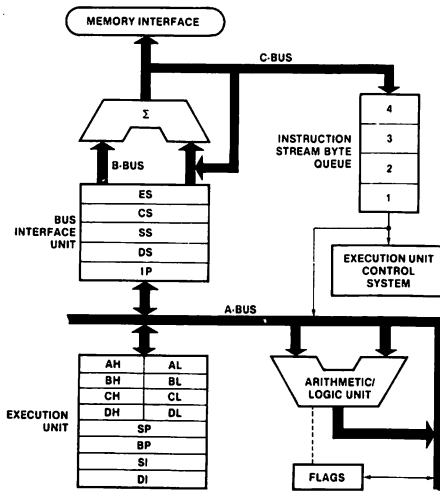 MEMORY INTERFACE
C-BUS
Σ
B-BUS
4
3
2
1
INSTRUCTION
STREAM BYTE
QUEUE
ES
CS
SS
DS
IP
BUS
INTERFACE
UNIT
EXECUTION UNIT
CONTROL
SYSTEM
A-BUS
AH AL
BH BL
CH CL
DH DL
SP
BP
SI
DI
EXECUTION
UNIT
ARITHMETIC/
LOGIC UNIT
FLAGS